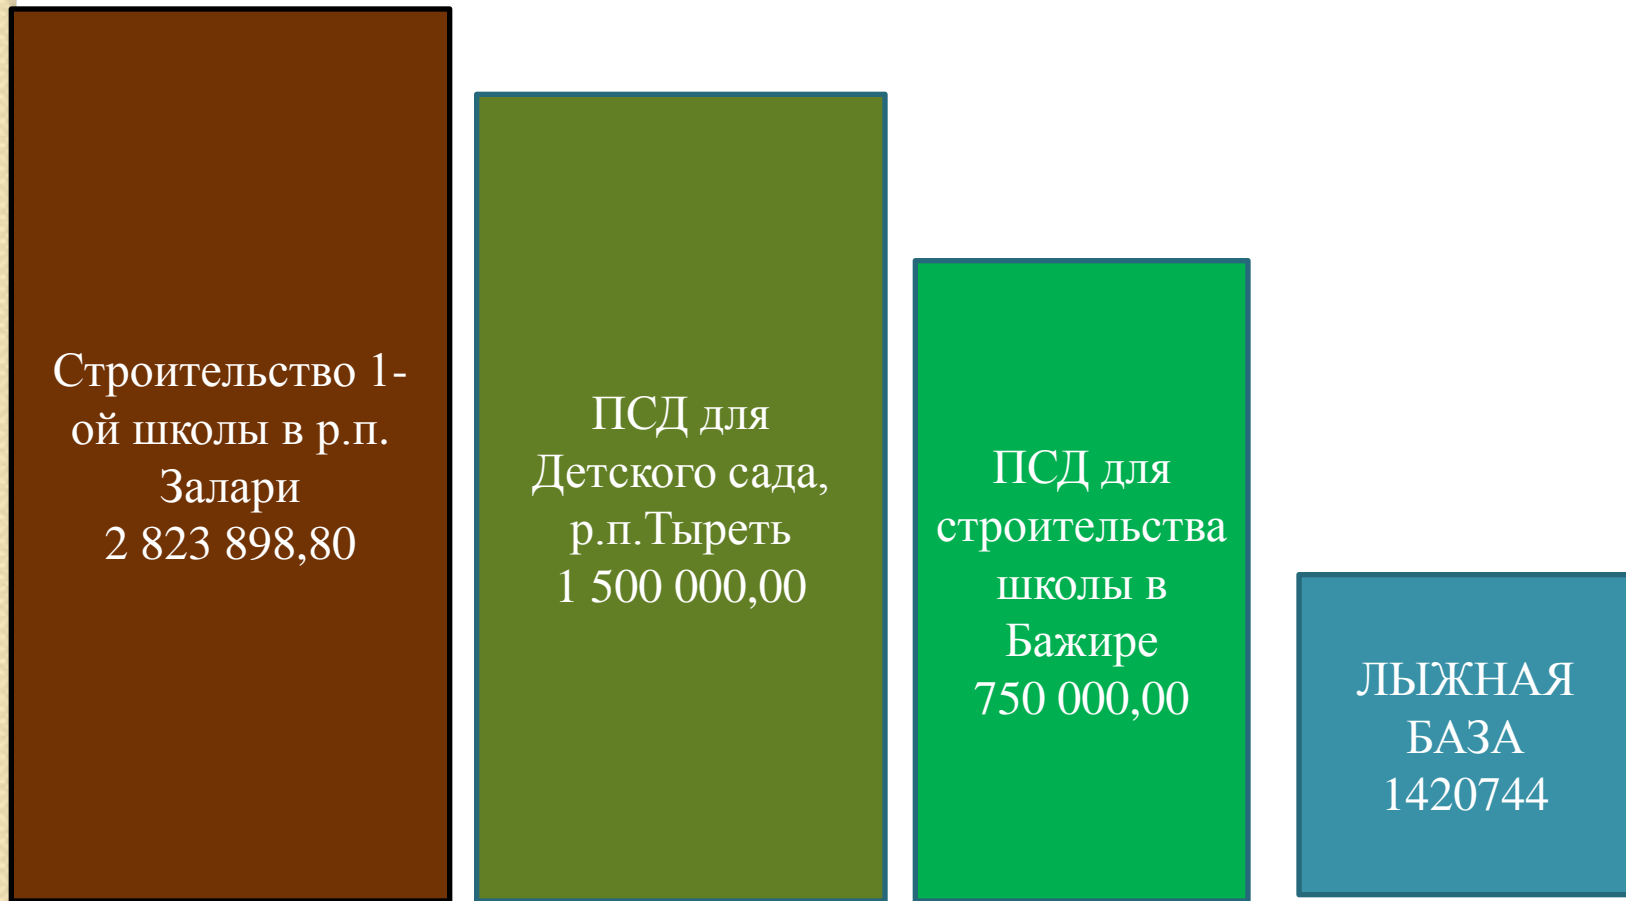 Строительство 1-
ой школы в р.п.
Залари
2 823 898,80
ПСД для
Детского сада,
р.п.Тыреть
1 500 000,00
ПСД для
строительства
школы в
Бажире
750 000,00
ЛЫЖНАЯ
БАЗА
1420744